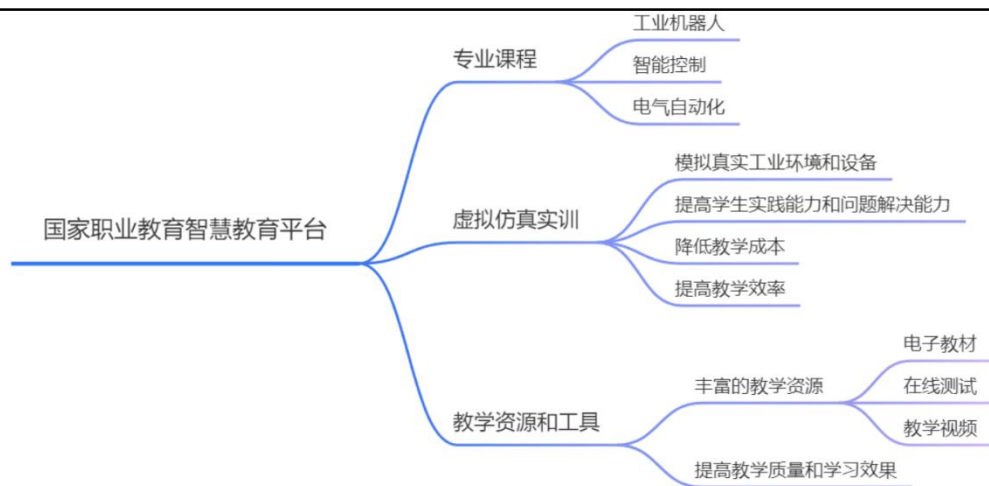 国家职业教育智慧教育平台
专业课程
工业机器人
智能控制
电气自动化
虚拟仿真实训
模拟真实工业环境和设备
提高学生实践能力和问题解决能力
降低教学成本
提高教学效率
教学资源和工具
丰富的教学资源
电子教材
在线测试
教学视频
提高教学质量和学习效果